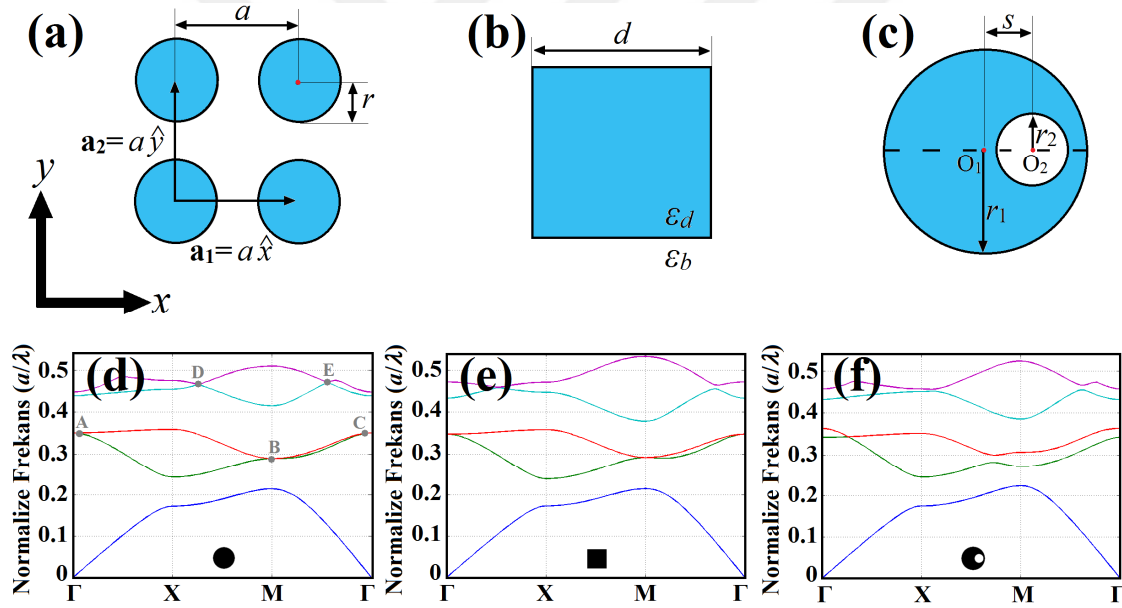 (a)
a
r
a₂= a ŷ
a₁= a x̂
y
x
(b)
d
εd
εb
(c)
s
r₂
O₁
O₂
r₁
(d)
Normalize Frekans (a/λ)
0.5
0.4
0.3
0.2
0.1
0
A
B
C
D
E
Γ X M Γ
(e)
Normalize Frekans (a/λ)
0.5
0.4
0.3
0.2
0.1
0
Γ X M Γ
(f)
Normalize Frekans (a/λ)
0.5
0.4
0.3
0.2
0.1
0
Γ X M Γ